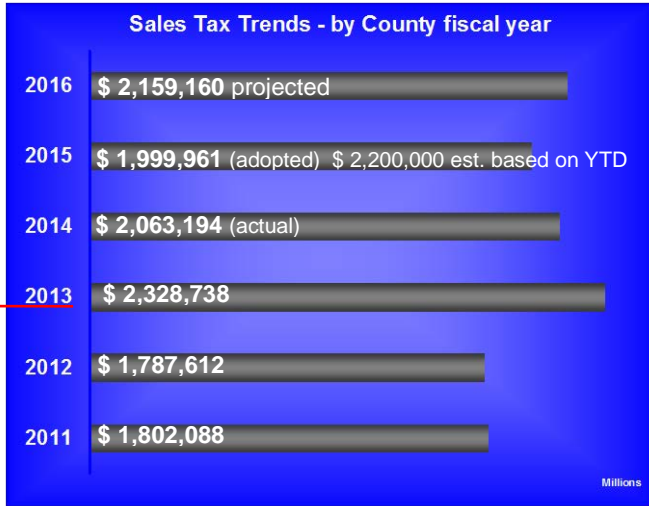 Sales Tax Trends - by County fiscal year
2016 $ 2,159,160 projected
2015 $ 1,999,961 (adopted) $ 2,200,000 est. based on YTD
2014 $ 2,063,194 (actual)
2013 $ 2,328,738
2012 $ 1,787,612
2011 $ 1,802,088
Millions